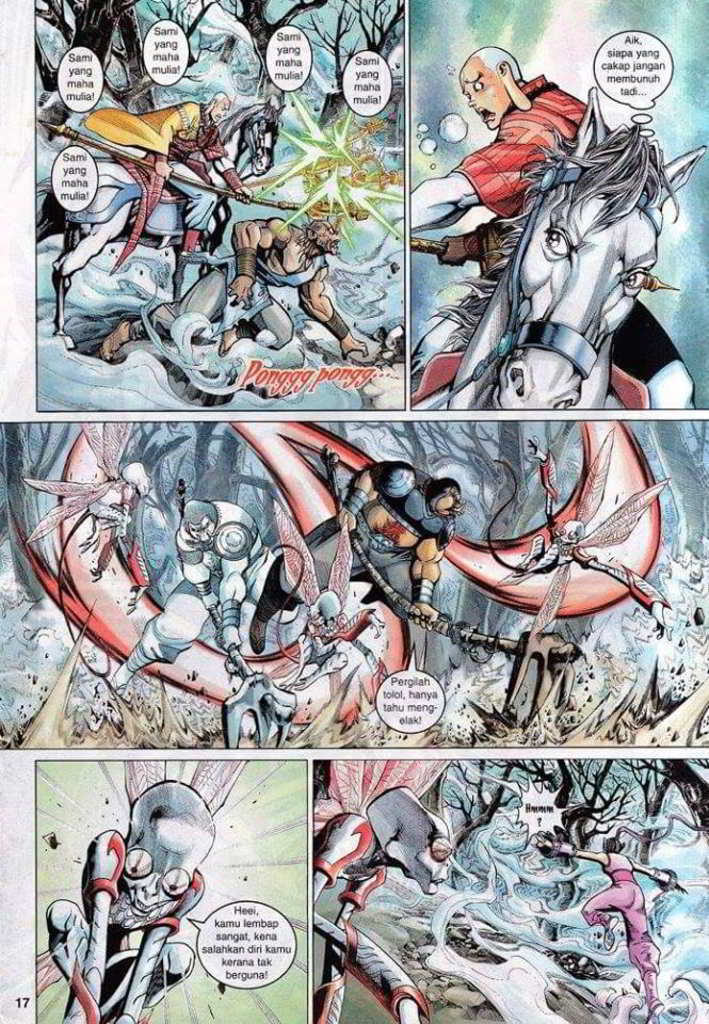 Sami
yang
maha
mulia!
Sami
yang
maha
mulia!
Sami
yang
maha
mulia!
Sami
yang
maha
mulia!
Sami
yang
maha
mulia!
Ponggg pongg...
Aik,
siapa yang
cakap jangan
membunuh
tadi...
Pergilah
tolol, hanya
tahu meng-
elak!
Heei,
kamu lembap
sangat, kena
salahkan diri kamu
kerana tak
berguna!
Hmmm
?
17